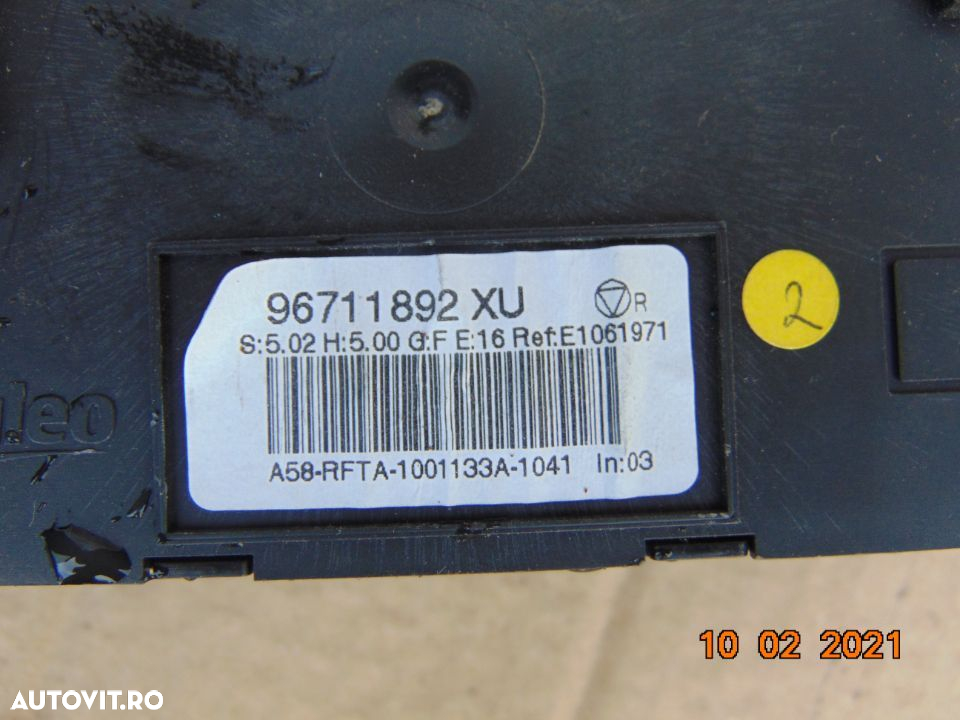 96711892 XU
R
S:5.02 H:5.00 G:F E:16 Ref:E1061971
2
A58-RFTA-1001133A-1041 In:03
10 02 2021
AUTOVIT.RO